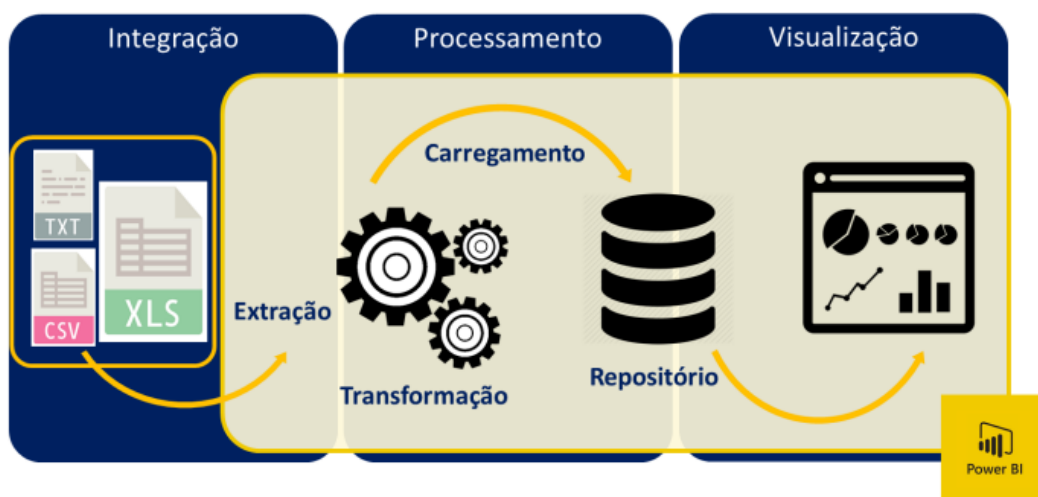 Integração
Processamento
Visualização
Carregamento
TXT
CSV
XLS
Extração
Transformação
Repositório
Power BI